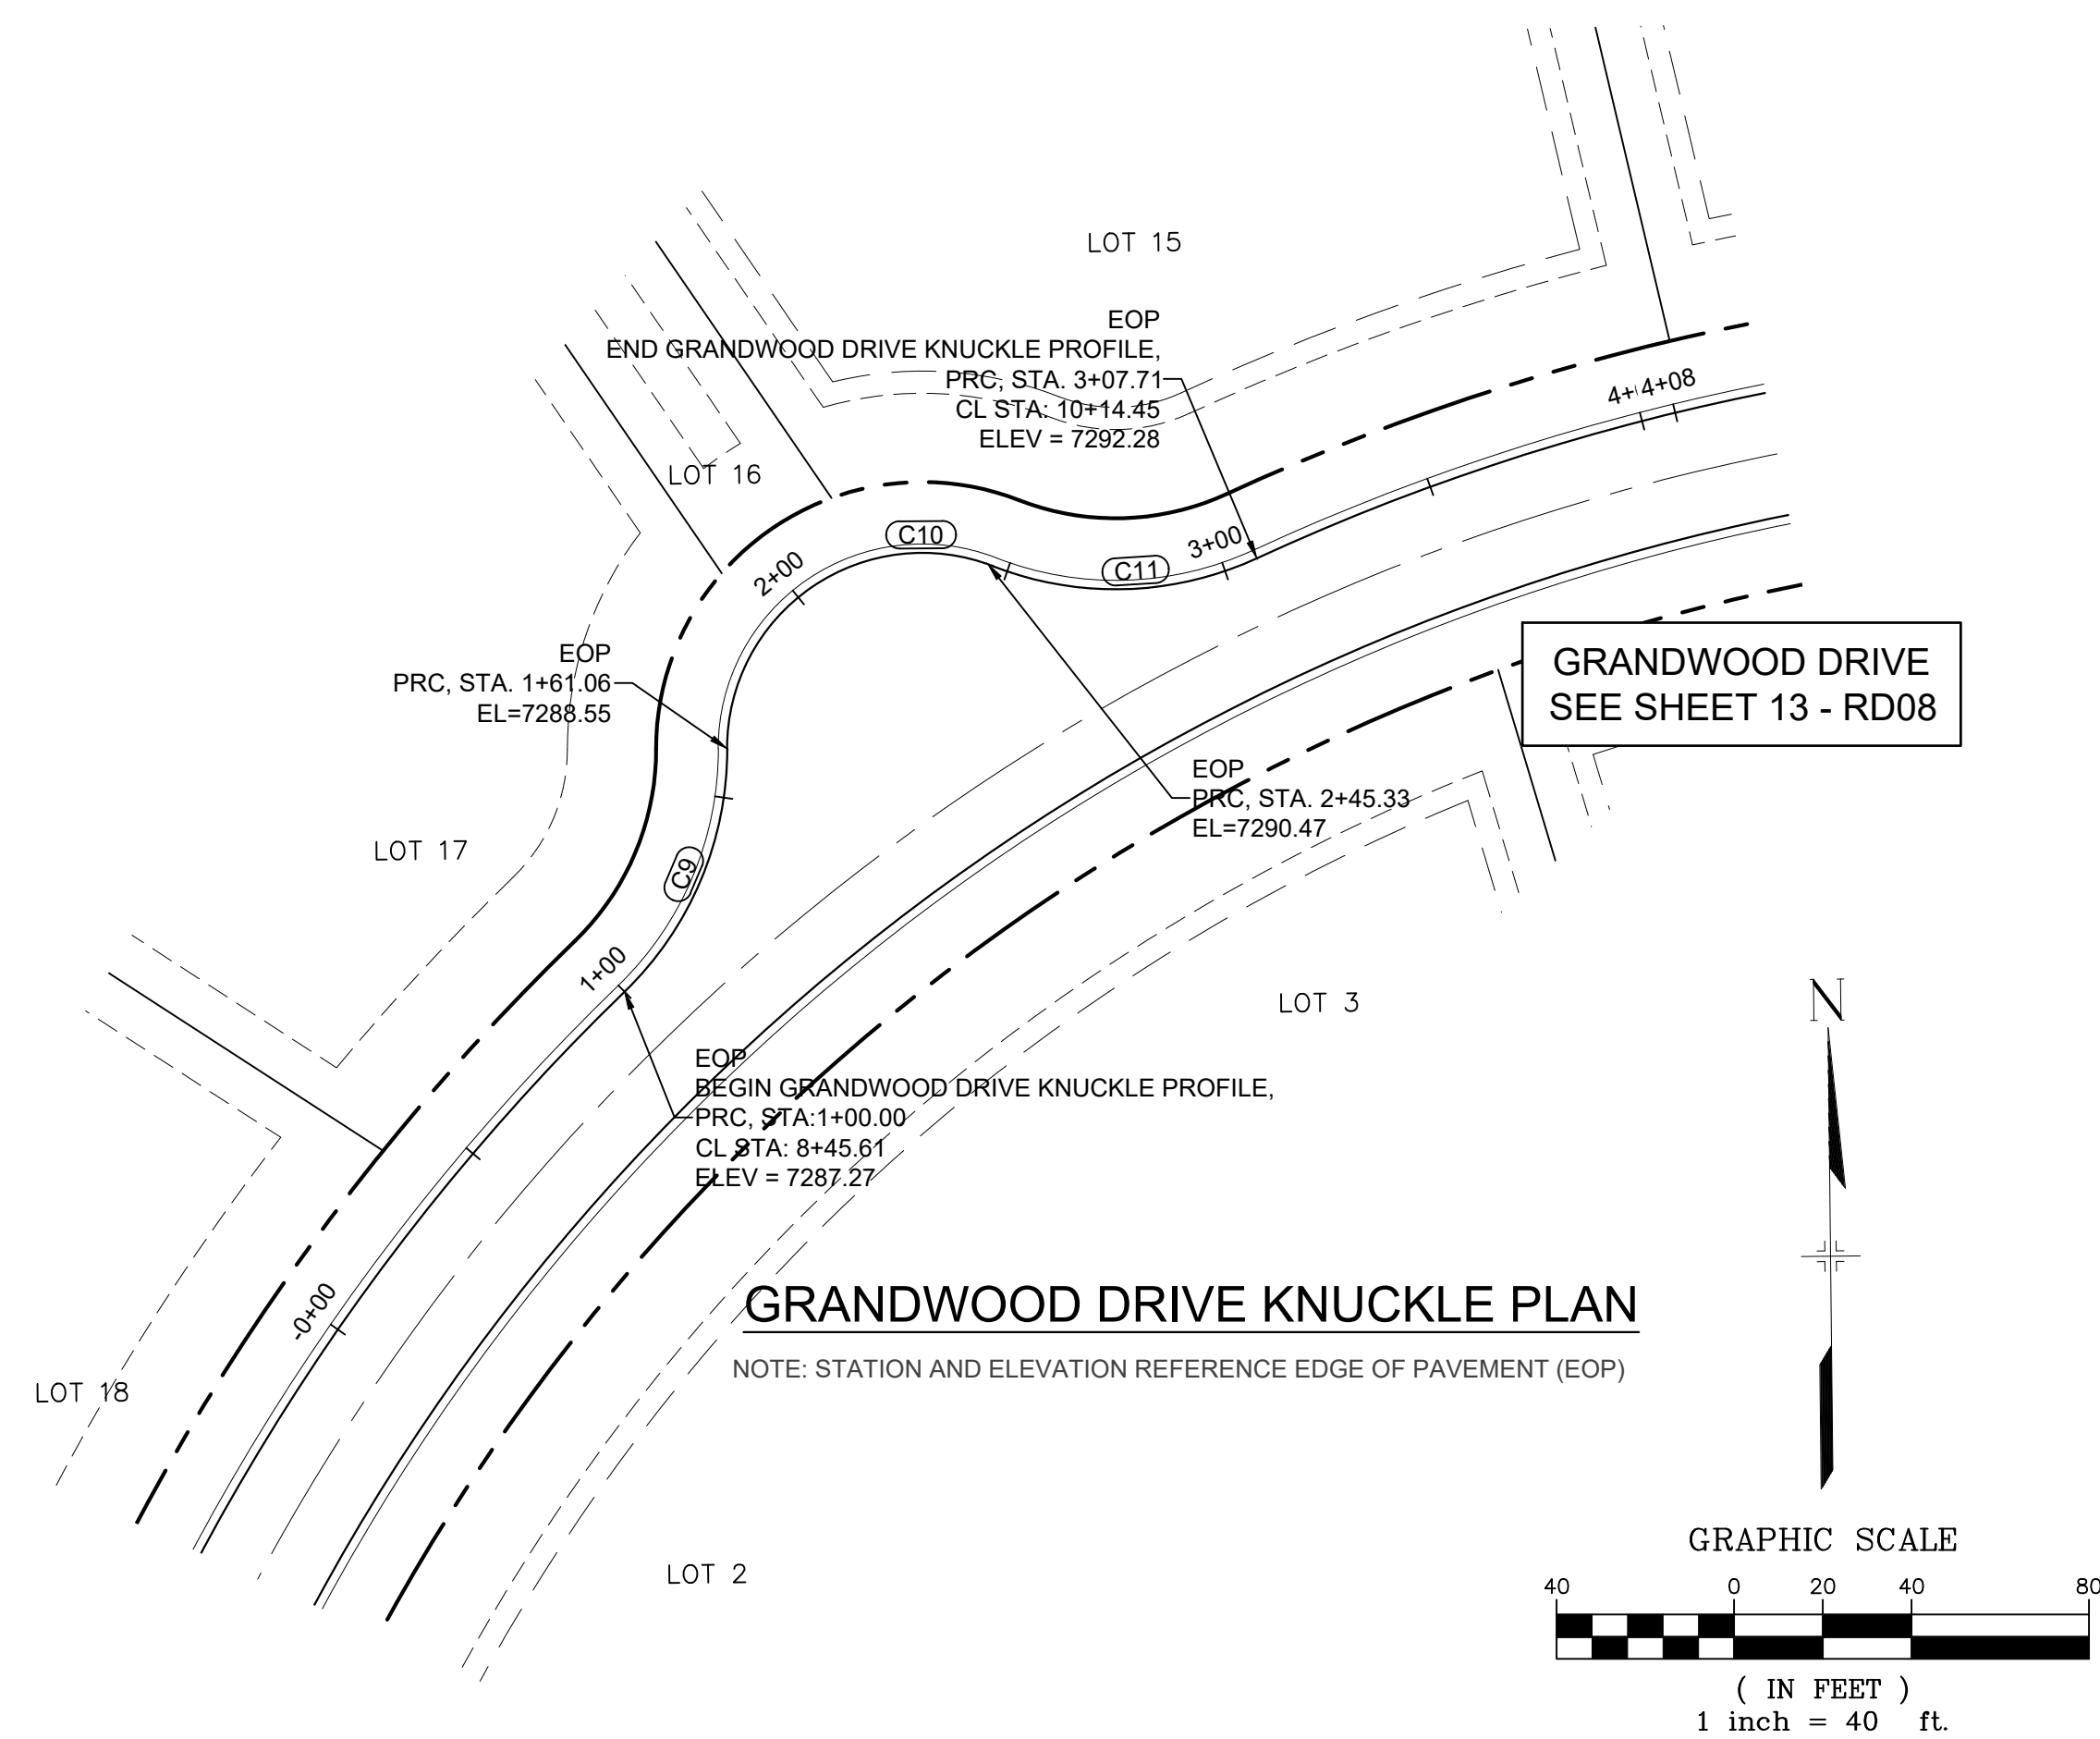 LOT 15
EOP
END GRANDWOOD DRIVE KNUCKLE PROFILE,
PRC, STA. 3+07.71
CL STA: 10+14.45
ELEV = 7292.28
4+ 4+08
LOT 16
C10
3+00
C11
2+00
EOP
PRC, STA. 1+61.06
EL=7288.55
GRANDWOOD DRIVE
SEE SHEET 13 - RD08
EOP
PRC, STA. 2+45.33
EL=7290.47
LOT 17
C9
1+00
LOT 3
N
EOP
BEGIN GRANDWOOD DRIVE KNUCKLE PROFILE,
PRC, STA:1+00.00
CL STA: 8+45.61
ELEV = 7287.27
-0+00
GRANDWOOD DRIVE KNUCKLE PLAN
NOTE: STATION AND ELEVATION REFERENCE EDGE OF PAVEMENT (EOP)
LOT 18
LOT 2
GRAPHIC SCALE
40 0 20 40 80
( IN FEET )
1 inch = 40 ft.